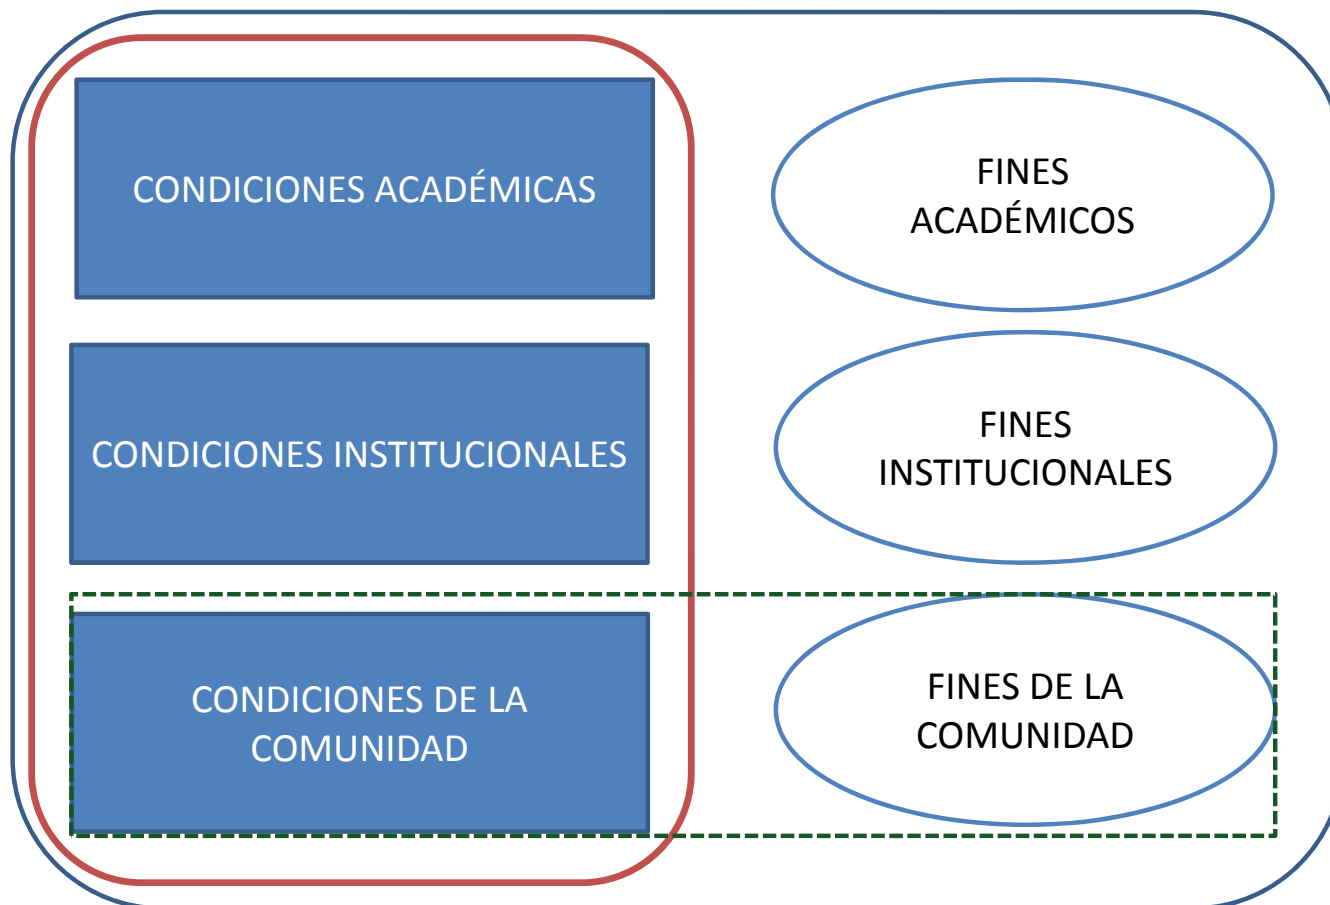 CONDICIONES ACADÉMICAS
FINES
ACADÉMICOS
CONDICIONES INSTITUCIONALES
FINES
INSTITUCIONALES
CONDICIONES DE LA
COMUNIDAD
FINES DE LA
COMUNIDAD